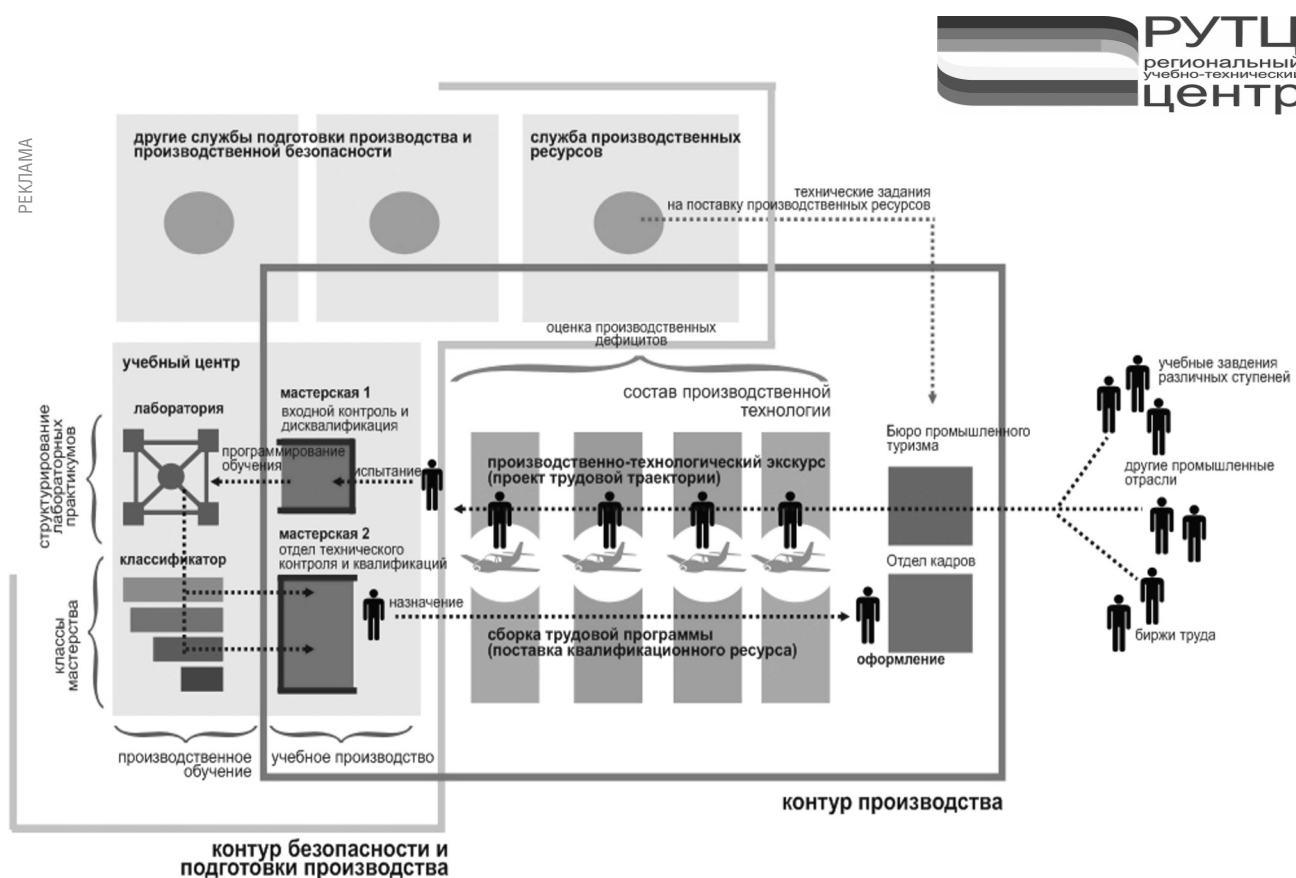 РУТЦ
региональный
учебно-технический
центр
РЕКЛАМА
другие службы подготовки производства и
производственной безопасности
служба производственных
ресурсов
технические задания
на поставку производственных ресурсов
оценка производственных
дефицитов
учебный центр
лаборатория
мастерская 1
входной контроль и
дисквалификация
программирование
обучения
испытание
структурирование
лабораторных
практикумов
состав производственной
технологии
производственно-технологический экскурс
(проект трудовой траектории)
Бюро промышленного
туризма
учебные завдения
различных ступеней
другие промышленные
отрасли
биржи труда
классификатор
мастерская 2
отдел технического
контроля и квалификаций
назначение
классы
мастерства
сборка трудовой программы
(поставка квалификационного ресурса)
Отдел кадров
оформление
производственное
обучение
учебное производство
контур производства
контур безопасности и
подготовки производства